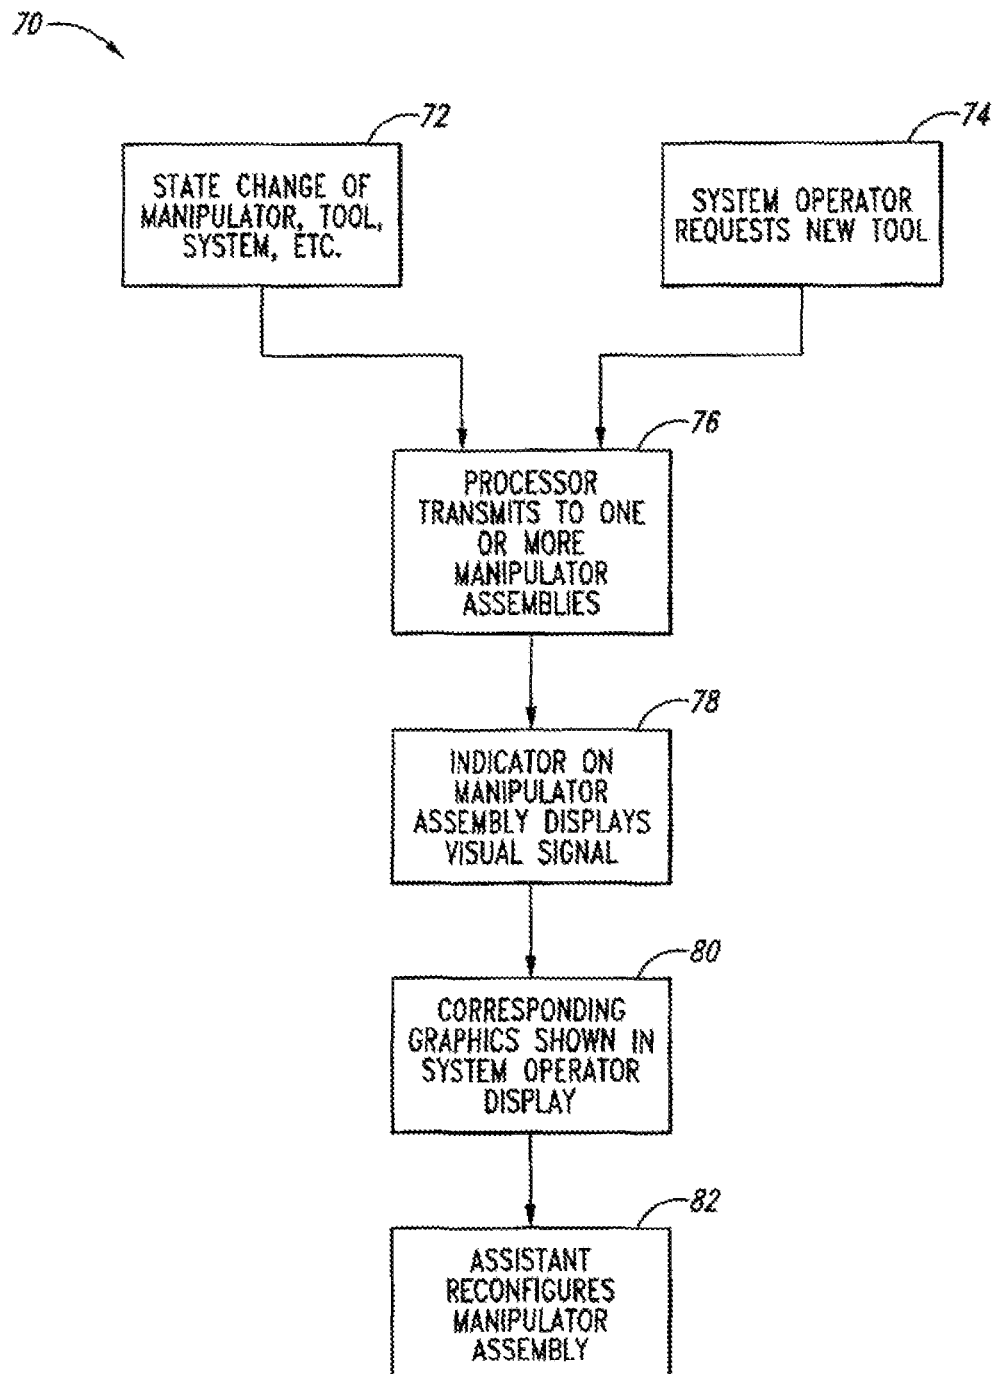 70
72
STATE CHANGE OF
MANIPULATOR, TOOL,
SYSTEM, ETC.
74
SYSTEM OPERATOR
REQUESTS NEW TOOL
76
PROCESSOR
TRANSMITS TO ONE
OR MORE
MANIPULATOR
ASSEMBLIES
78
INDICATOR ON
MANIPULATOR
ASSEMBLY DISPLAYS
VISUAL SIGNAL
80
CORRESPONDING
GRAPHICS SHOWN IN
SYSTEM OPERATOR
DISPLAY
82
ASSISTANT
RECONFIGURES
MANIPULATOR
ASSEMBLY